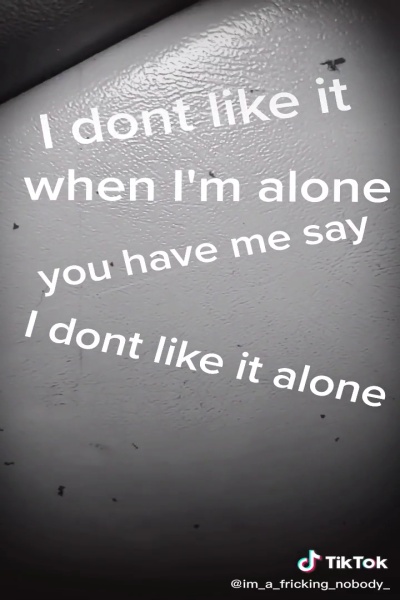 I dont like it
when I'm alone
you have me say
I dont like it alone
TikTok
@im_a_fricking_nobody_